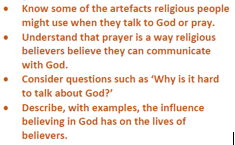 • Know some of the artefacts religious people
might use when they talk to God or pray.
• Understand that prayer is a way religious
believers believe they can communicate
with God.
• Consider questions such as ‘Why is it hard
to talk about God?’
• Describe, with examples, the influence
believing in God has on the lives of
believers.